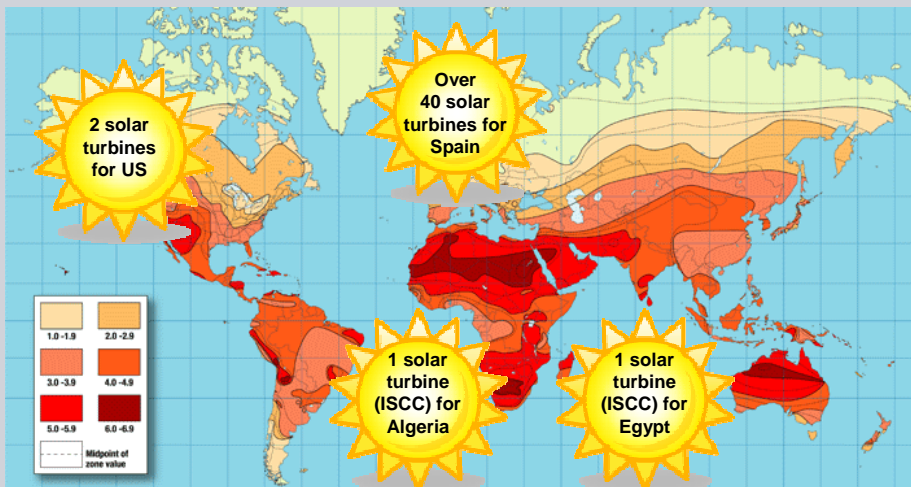 2 solar
turbines
for US
Over
40 solar
turbines for
Spain
1 solar
turbine
(ISCC) for
Algeria
1 solar
turbine
(ISCC) for
Egypt
1.0 -1.9
2.0 -2.9
3.0 -3.9
4.0 -4.9
5.0 -5.9
6.0 -6.9
Midpoint of
zone value